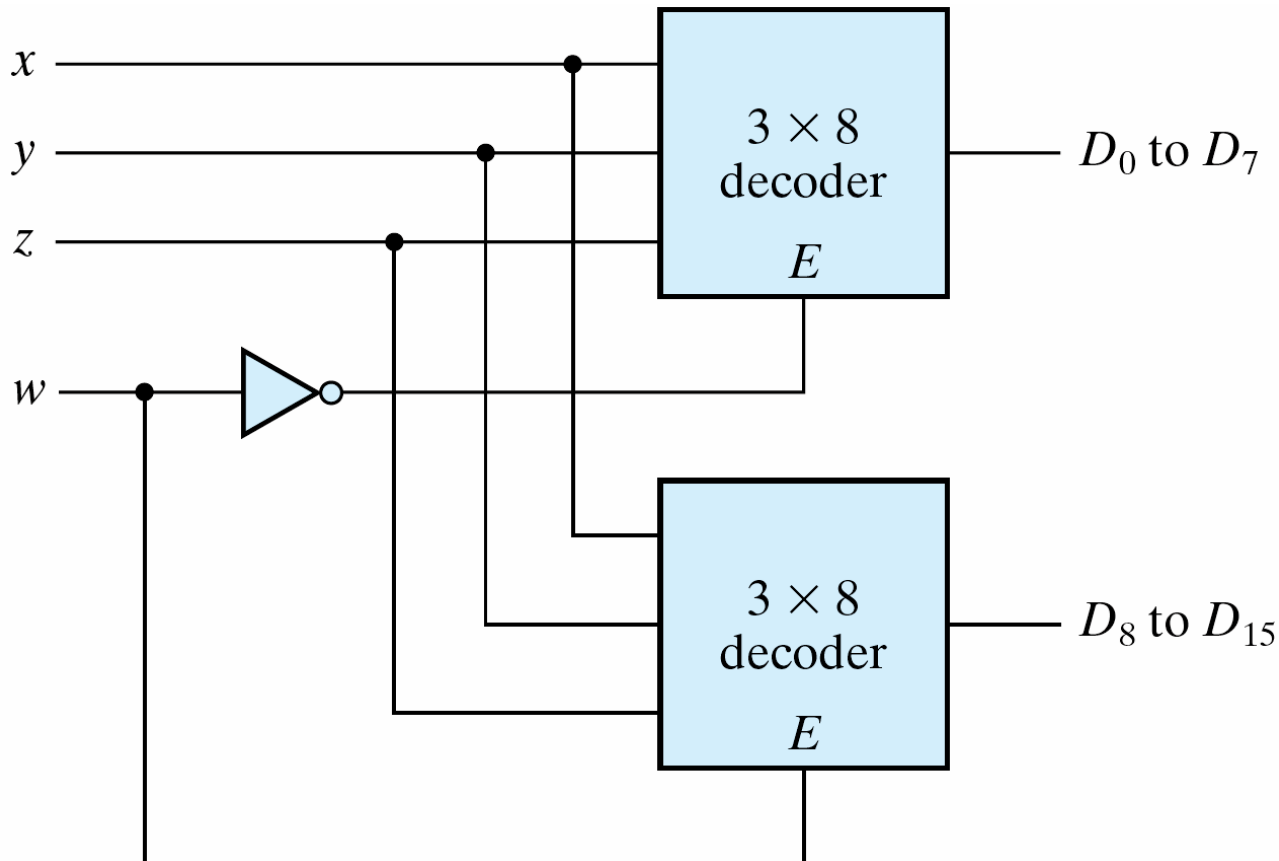 x
y
z
w
3 × 8
decoder
E
D₀ to D₇
3 × 8
decoder
E
D₈ to D₁₅